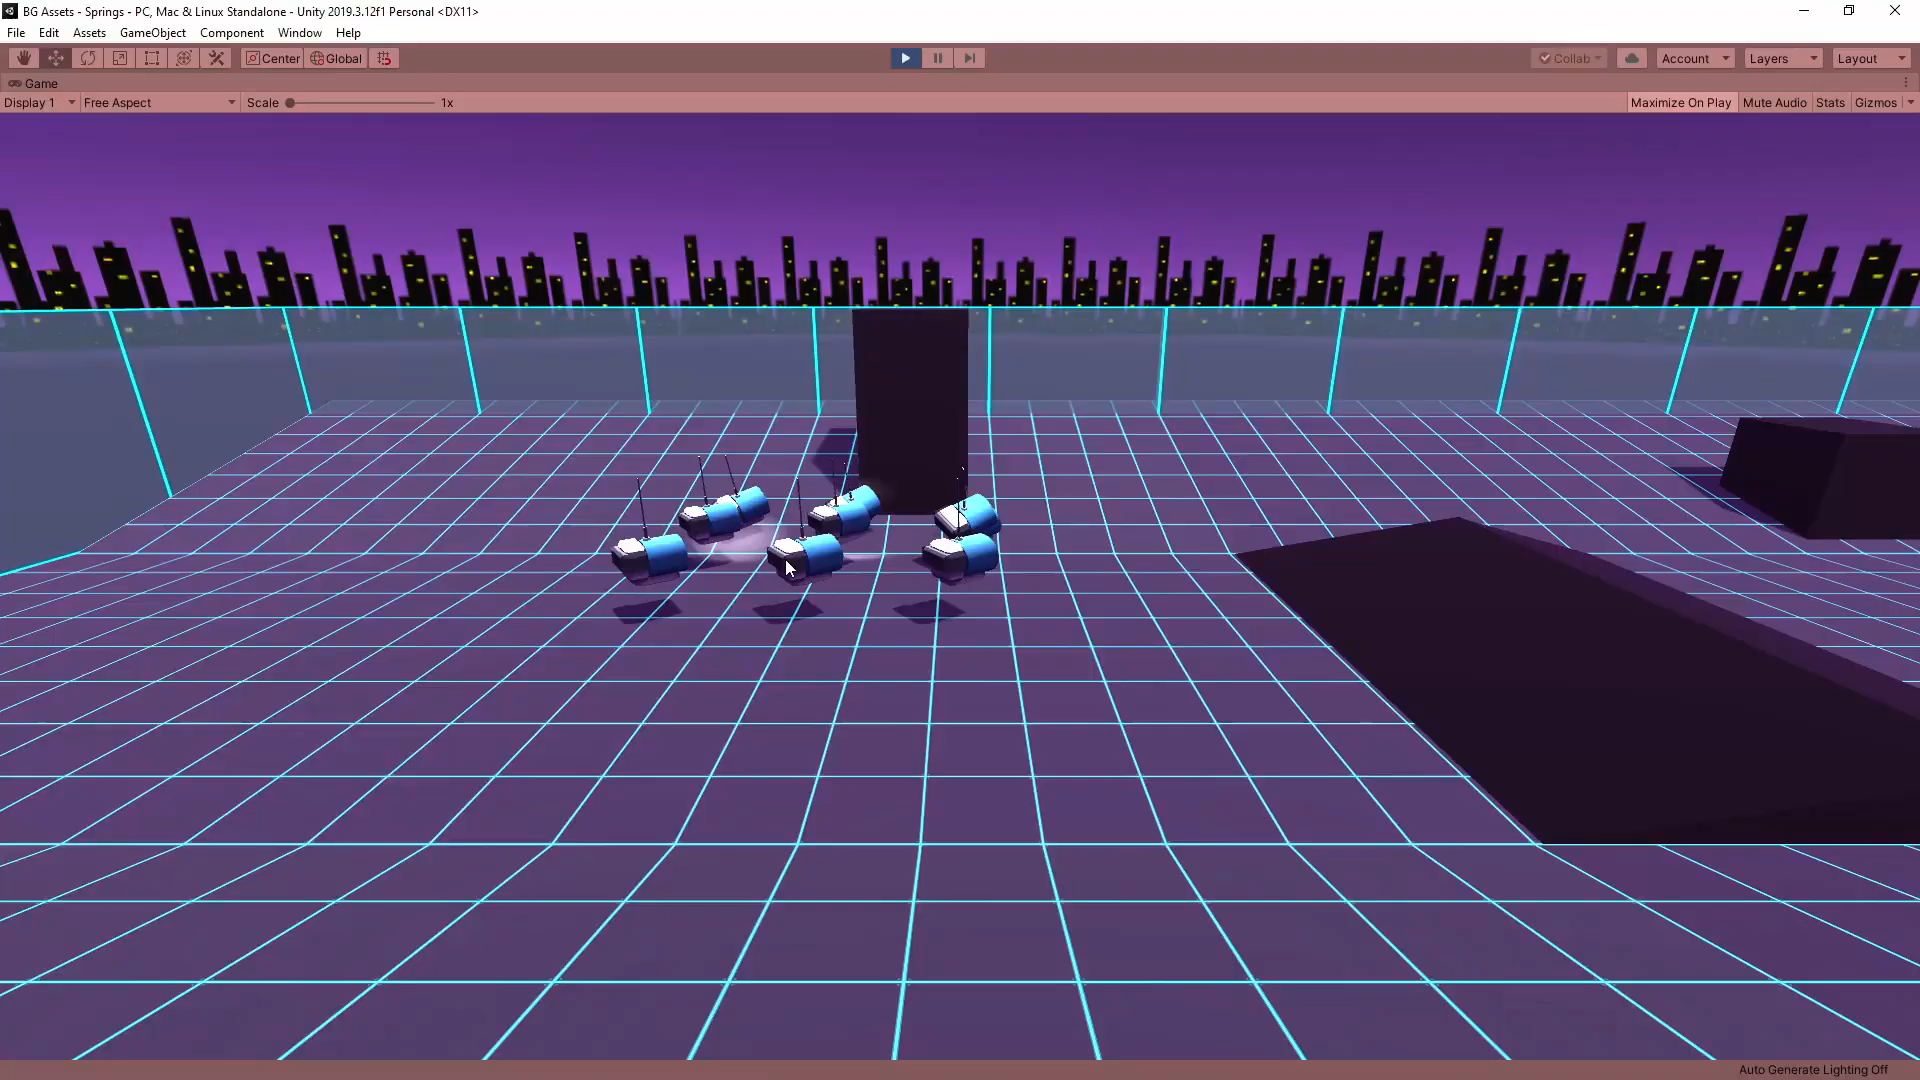 BG Assets - Springs - PC, Mac & Linux Standalone - Unity 2019.3.12f1 Personal <DX11>
File Edit Assets GameObject Component Window Help
Center Global Collab Account Layers Layout
Game
Display 1 Free Aspect Scale 1x Maximize On Play Mute Audio Stats Gizmos
Auto Generate Lighting Off